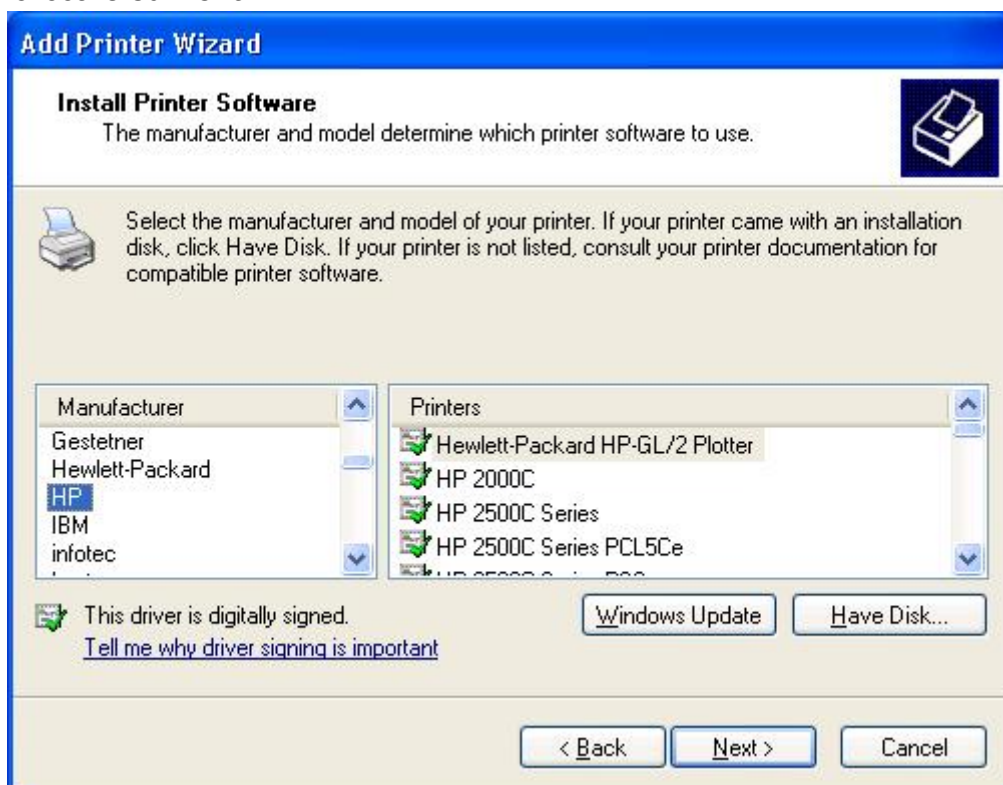 Add Printer Wizard
Install Printer Software
The manufacturer and model determine which printer software to use.
Select the manufacturer and model of your printer. If your printer came with an installation
disk, click Have Disk. If your printer is not listed, consult your printer documentation for
compatible printer software.
Manufacturer
Gestetner
Hewlett-Packard
HP
IBM
infotec
Printers
Hewlett-Packard HP-GL/2 Plotter
HP 2000C
HP 2500C Series
HP 2500C Series PCL5Ce
This driver is digitally signed.
Tell me why driver signing is important
Windows Update
Have Disk...
< Back
Next >
Cancel